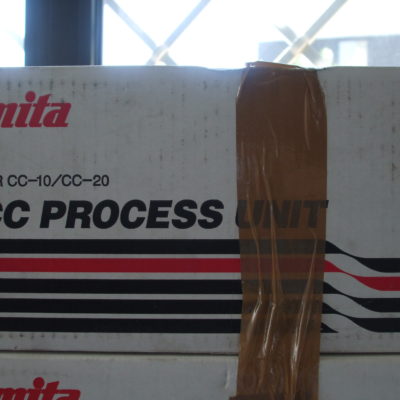 mita
R CC-10/CC-20
CC PROCESS UNIT
mita